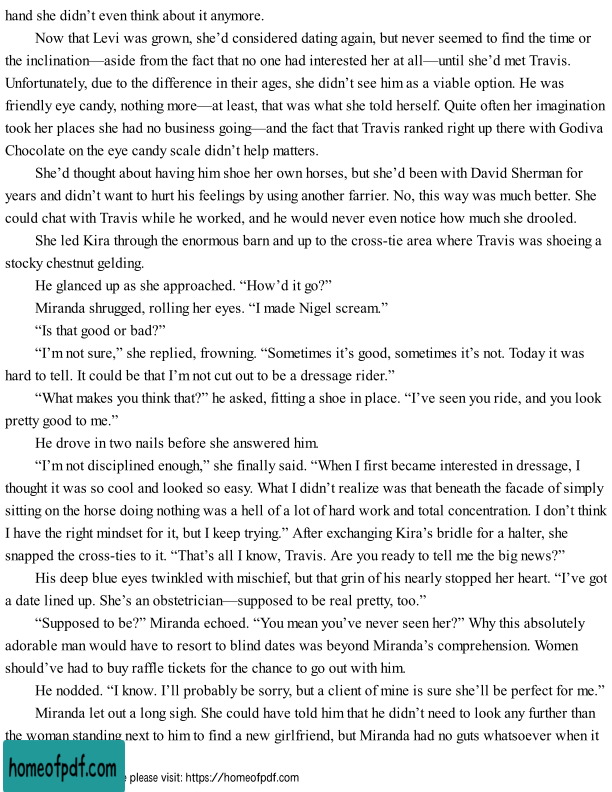 hand she didn’t even think about it anymore.
Now that Levi was grown, she’d considered dating again, but never seemed to find the time or
the inclination—aside from the fact that no one had interested her at all—until she’d met Travis.
Unfortunately, due to the difference in their ages, she didn’t see him as a viable option. He was
friendly eye candy, nothing more—at least, that was what she told herself. Quite often her imagination
took her places she had no business going—and the fact that Travis ranked right up there with Godiva
Chocolate on the eye candy scale didn’t help matters.
She’d thought about having him shoe her own horses, but she’d been with David Sherman for
years and didn’t want to hurt his feelings by using another farrier. No, this way was much better. She
could chat with Travis while he worked, and he would never even notice how much she drooled.
She led Kira through the enormous barn and up to the cross-tie area where Travis was shoeing a
stocky chestnut gelding.
He glanced up as she approached. “How’d it go?”
Miranda shrugged, rolling her eyes. “I made Nigel scream.”
“Is that good or bad?”
“I’m not sure,” she replied, frowning. “Sometimes it’s good, sometimes it’s not. Today it was
hard to tell. It could be that I’m not cut out to be a dressage rider.”
“What makes you think that?” he asked, fitting a shoe in place. “I’ve seen you ride, and you look
pretty good to me.”
He drove in two nails before she answered him.
“I’m not disciplined enough,” she finally said. “When I first became interested in dressage, I
thought it was so cool and looked so easy. What I didn’t realize was that beneath the facade of simply
sitting on the horse doing nothing was a hell of a lot of hard work and total concentration. I don’t think
I have the right mindset for it, but I keep trying.” After exchanging Kira’s bridle for a halter, she
snapped the cross-ties to it. “That’s all I know, Travis. Are you ready to tell me the big news?”
His deep blue eyes twinkled with mischief, but that grin of his nearly stopped her heart. “I’ve got
a date lined up. She’s an obstetrician—supposed to be real pretty, too.”
“Supposed to be?” Miranda echoed. “You mean you’ve never seen her?” Why this absolutely
adorable man would have to resort to blind dates was beyond Miranda’s comprehension. Women
should’ve had to buy raffle tickets for the chance to go out with him.
He nodded. “I know. I’ll probably be sorry, but a client of mine is sure she’ll be perfect for me.”
Miranda let out a long sigh. She could have told him that he didn’t need to look any further than
the woman standing next to him to find a new girlfriend, but Miranda had no guts whatsoever when it
homeofpdf.com
please visit: https://homeofpdf.com